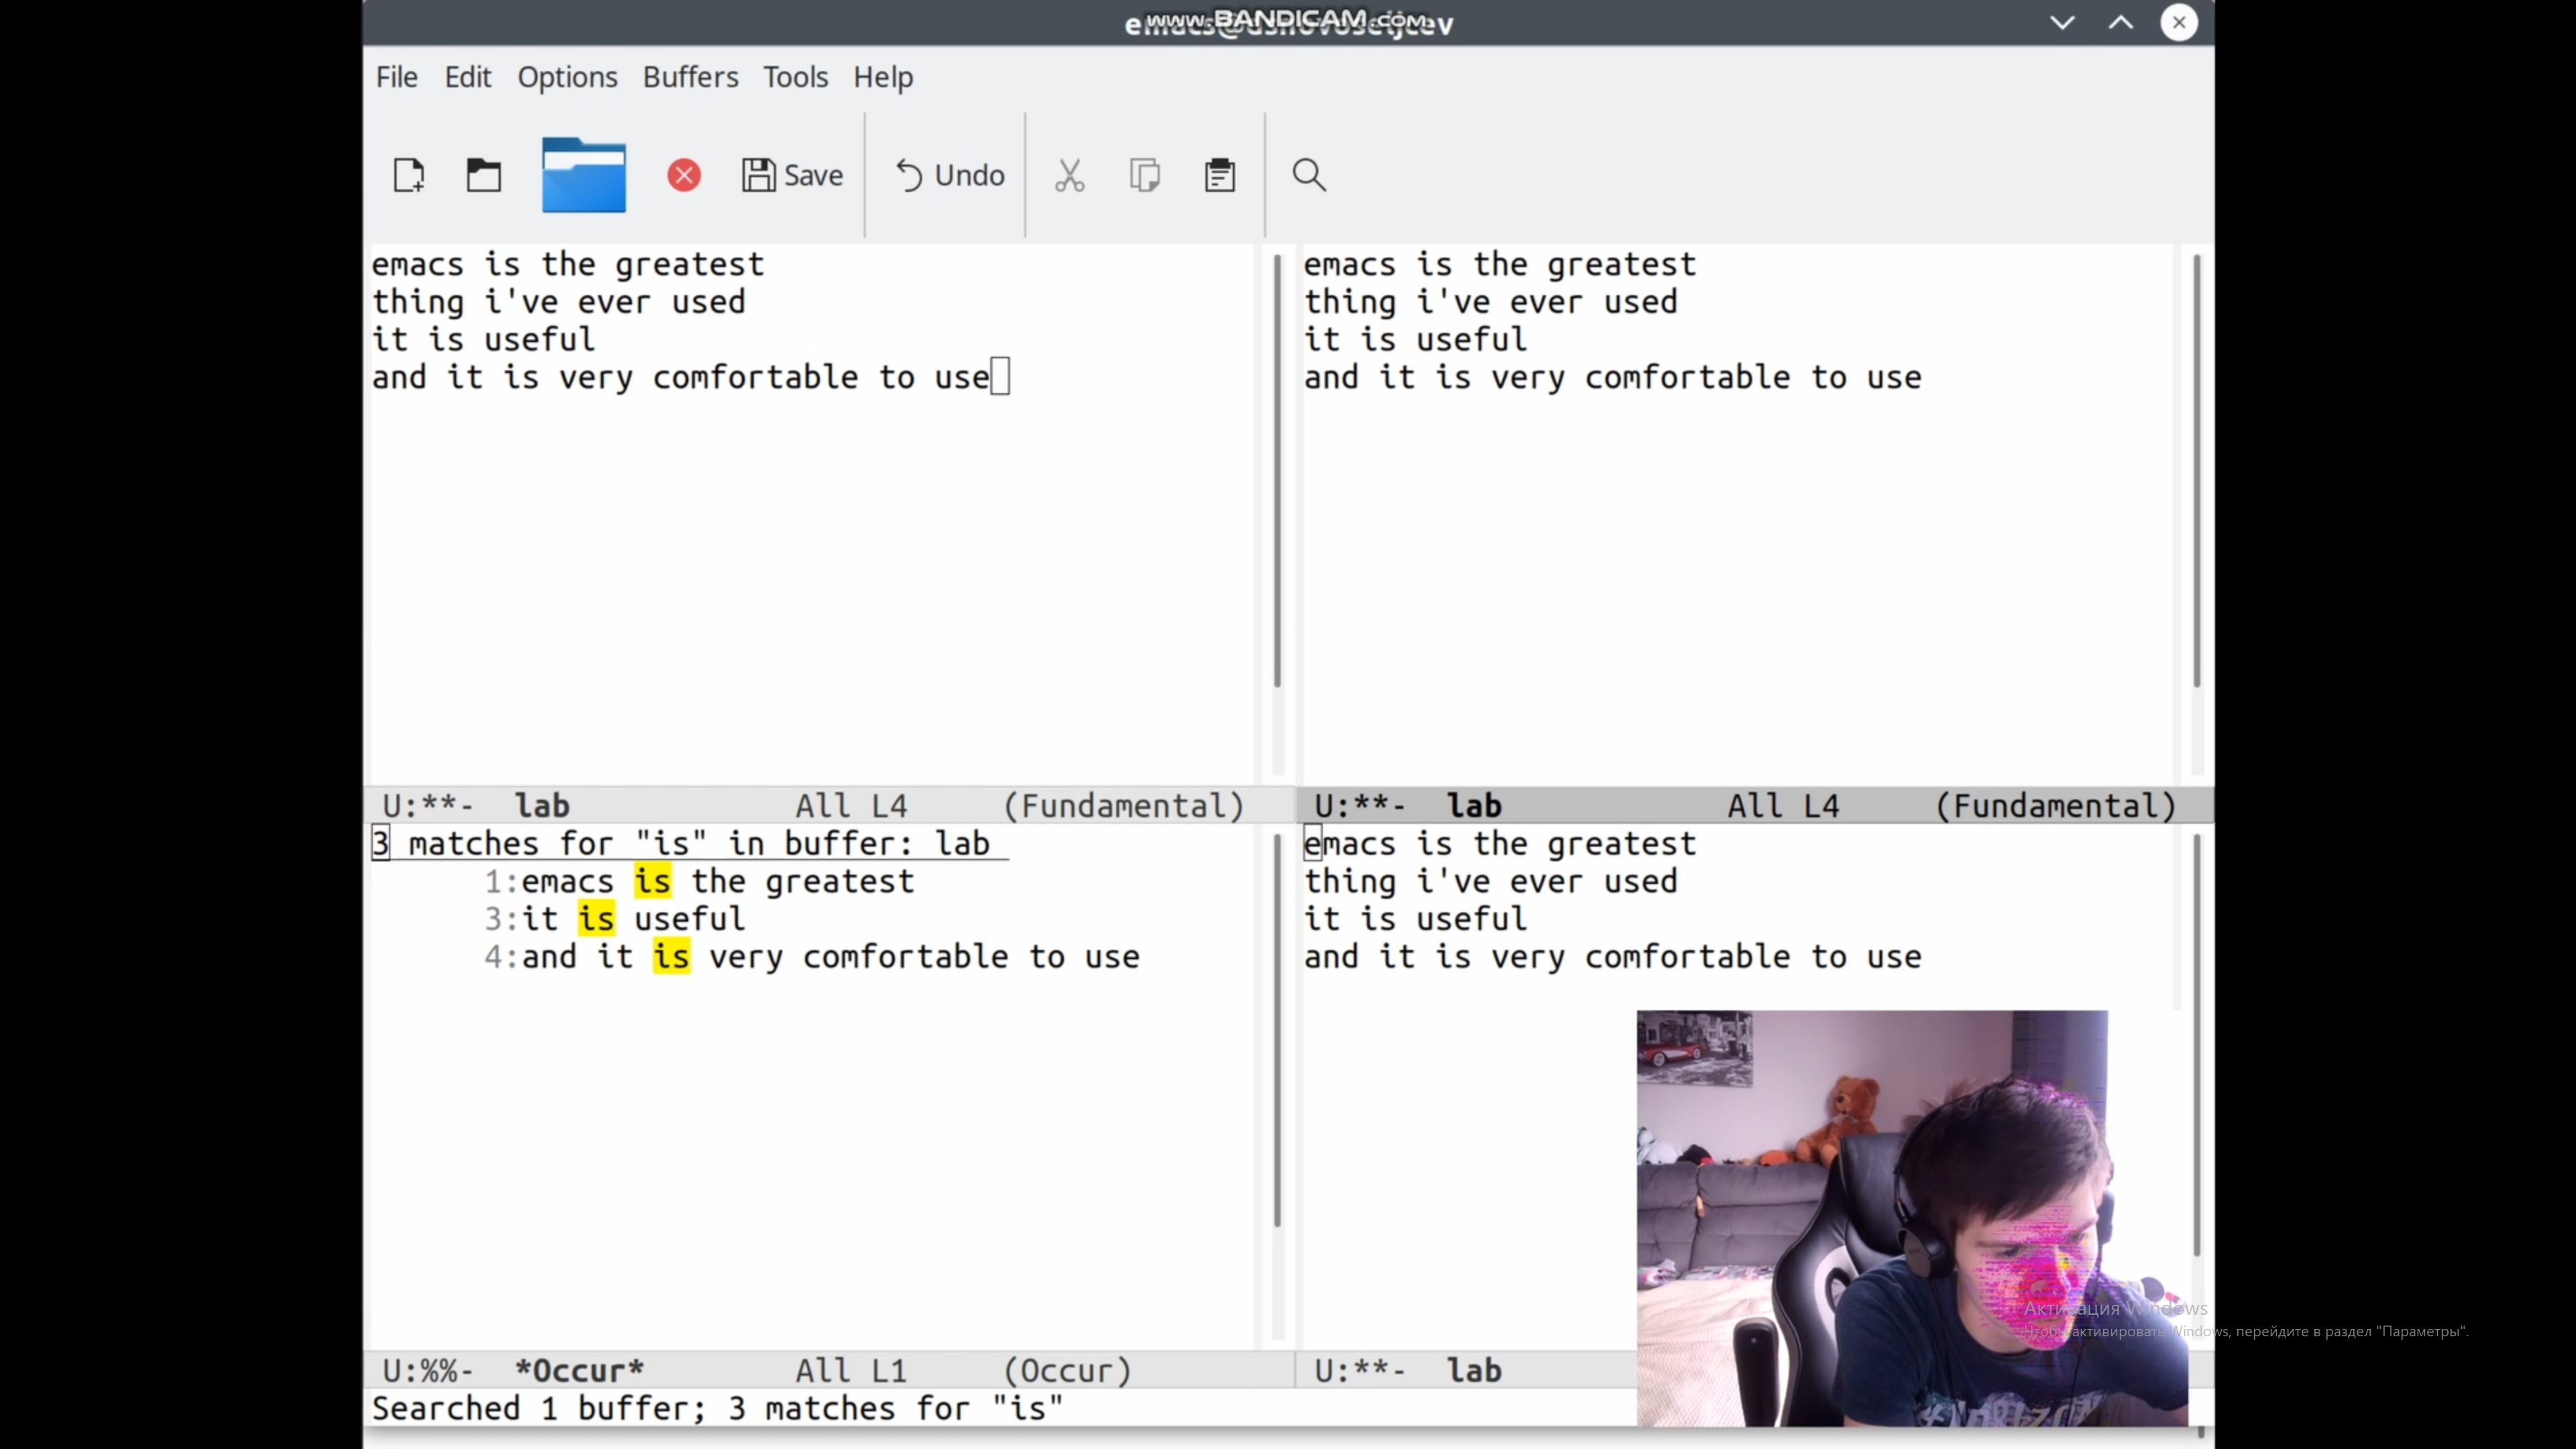 www.BANDICAM.com
File Edit Options Buffers Tools Help
Save Undo
emacs is the greatest
thing i've ever used
it is useful
and it is very comfortable to use
U:**- lab All L4 (Fundamental)
emacs is the greatest
thing i've ever used
it is useful
and it is very comfortable to use
U:**- lab All L4 (Fundamental)
3 matches for "is" in buffer: lab
1:emacs is the greatest
3:it is useful
4:and it is very comfortable to use
U:%%- *Occur* All L1 (Occur)
emacs is the greatest
thing i've ever used
it is useful
and it is very comfortable to use
U:**- lab
Searched 1 buffer; 3 matches for "is"
Активация Windows
Чтобы активировать Windows, перейдите в раздел "Параметры".